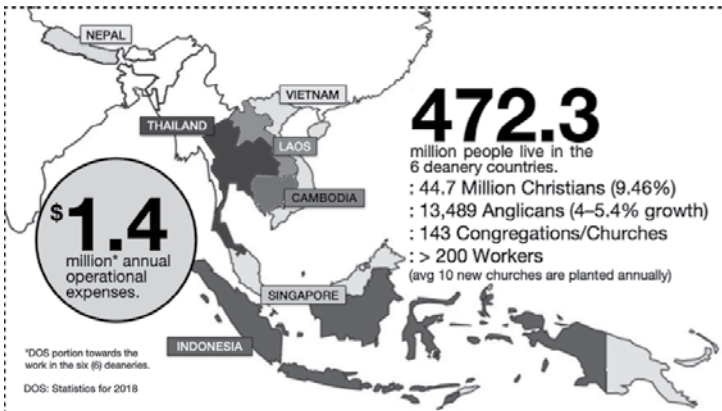 NEPAL
VIETNAM
THAILAND
LAOS
CAMBODIA
SINGAPORE
INDONESIA
472.3
million people live in the
6 deanery countries.
: 44.7 Million Christians (9.46%)
: 13,489 Anglicans (4–5.4% growth)
: 143 Congregations/Churches
: > 200 Workers
(avg 10 new churches are planted annually)
$1.4
million* annual
operational
expenses.
*DOS portion towards the
work in the six (6) deaneries.
DOS: Statistics for 2018